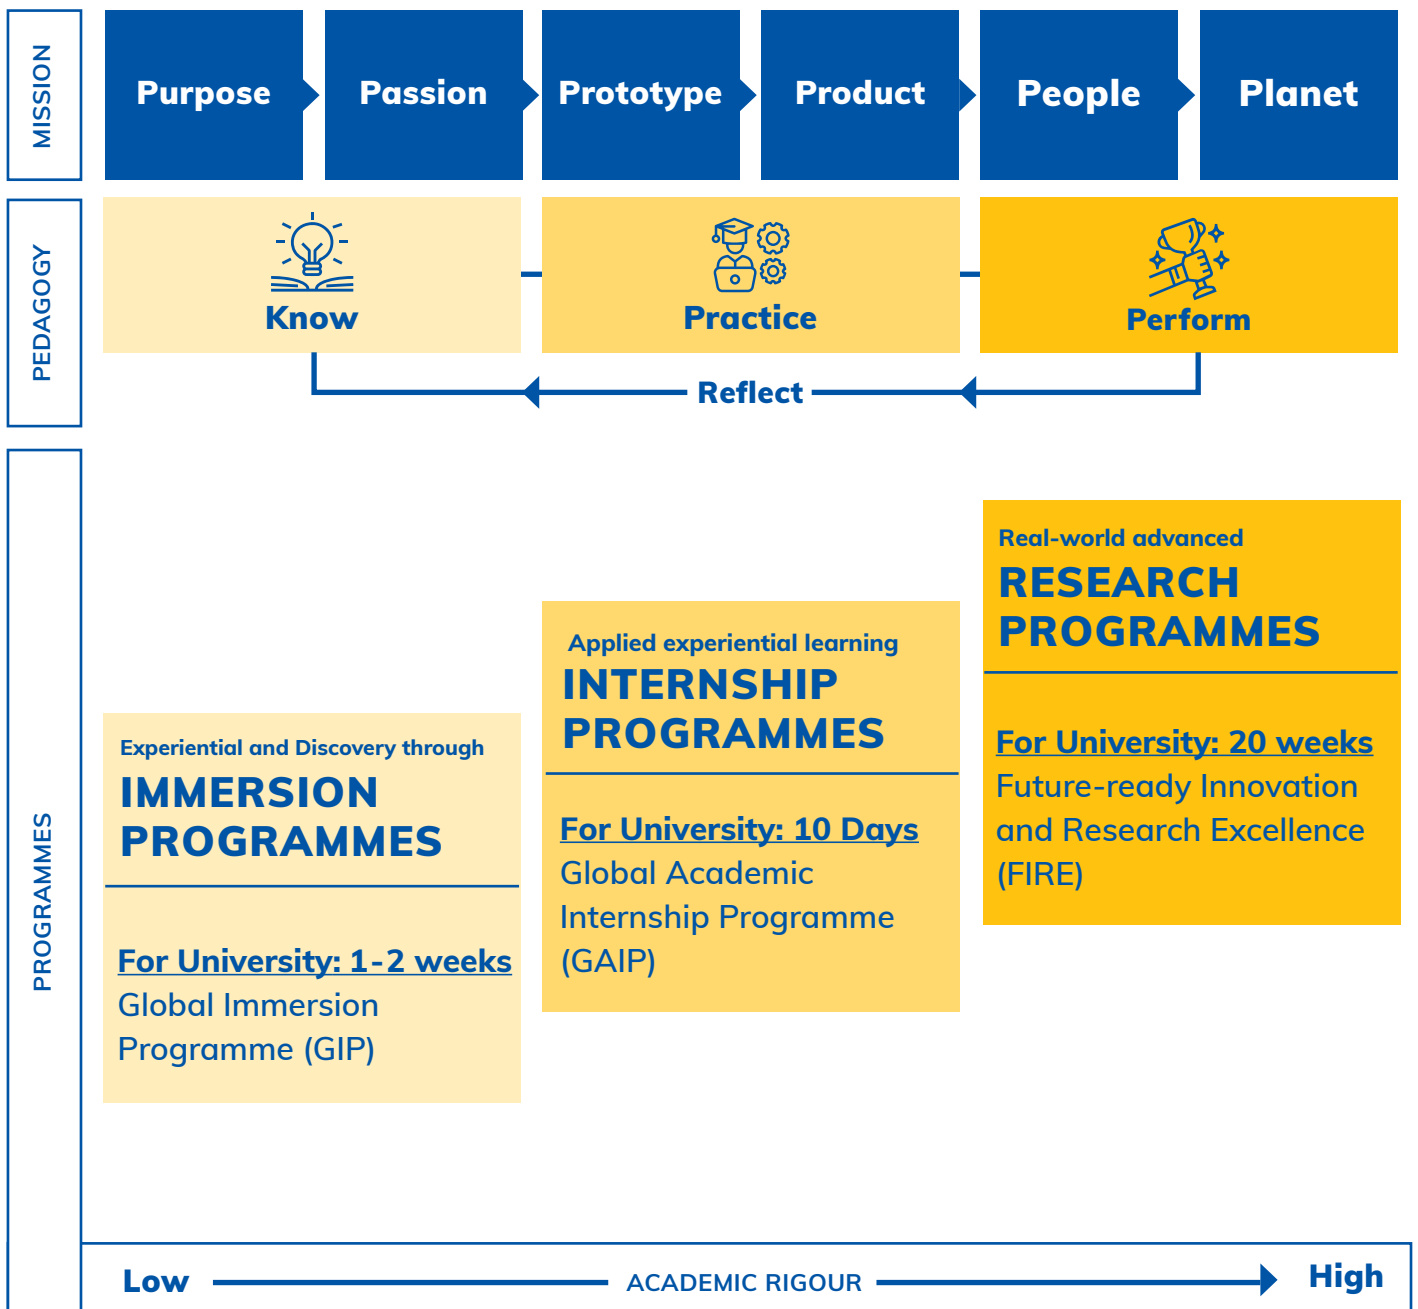 MISSION
Purpose
Passion
Prototype
Product
People
Planet
PEDAGOGY
Know
Practice
Perform
Reflect
PROGRAMMES
Experiential and Discovery through
IMMERSION
PROGRAMMES
For University: 1-2 weeks
Global Immersion
Programme (GIP)
Applied experiential learning
INTERNSHIP
PROGRAMMES
For University: 10 Days
Global Academic
Internship Programme
(GAIP)
Real-world advanced
RESEARCH
PROGRAMMES
For University: 20 weeks
Future-ready Innovation
and Research Excellence
(FIRE)
Low
ACADEMIC RIGOUR
High